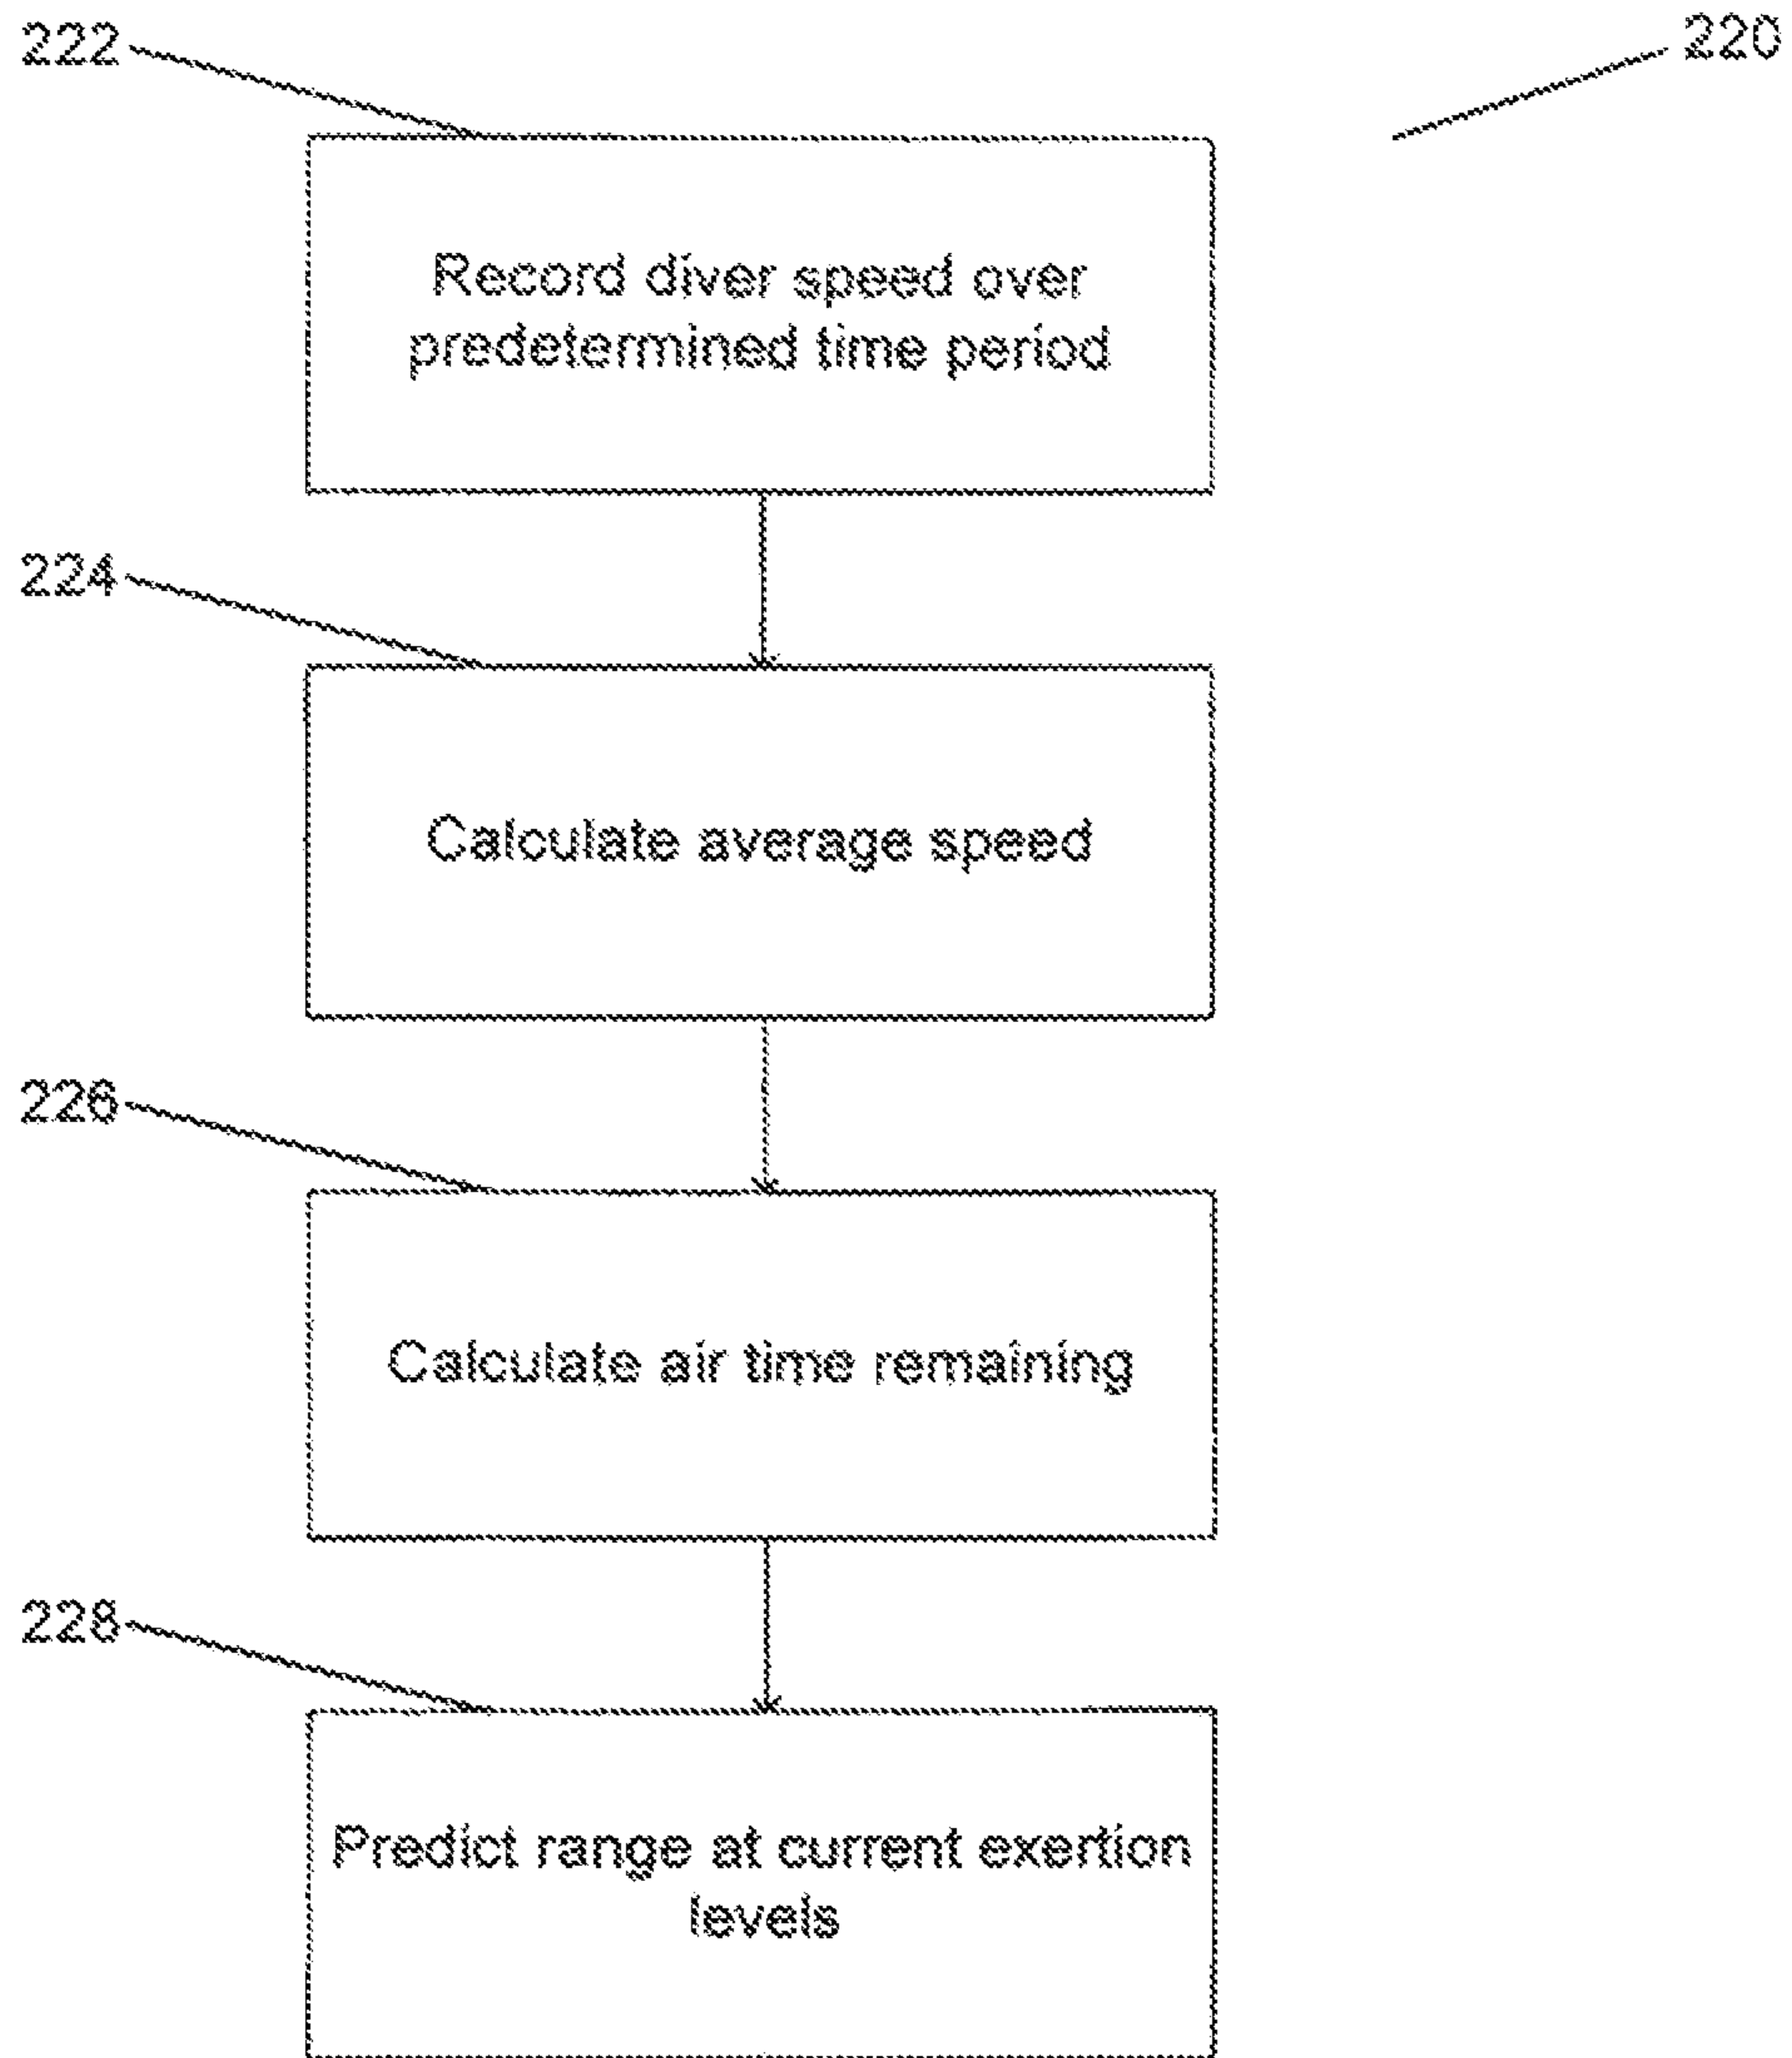 222
220
Record diver speed over
predetermined time period
224
Calculate average speed
226
Calculate air time remaining
228
Predict range at current exertion
levels